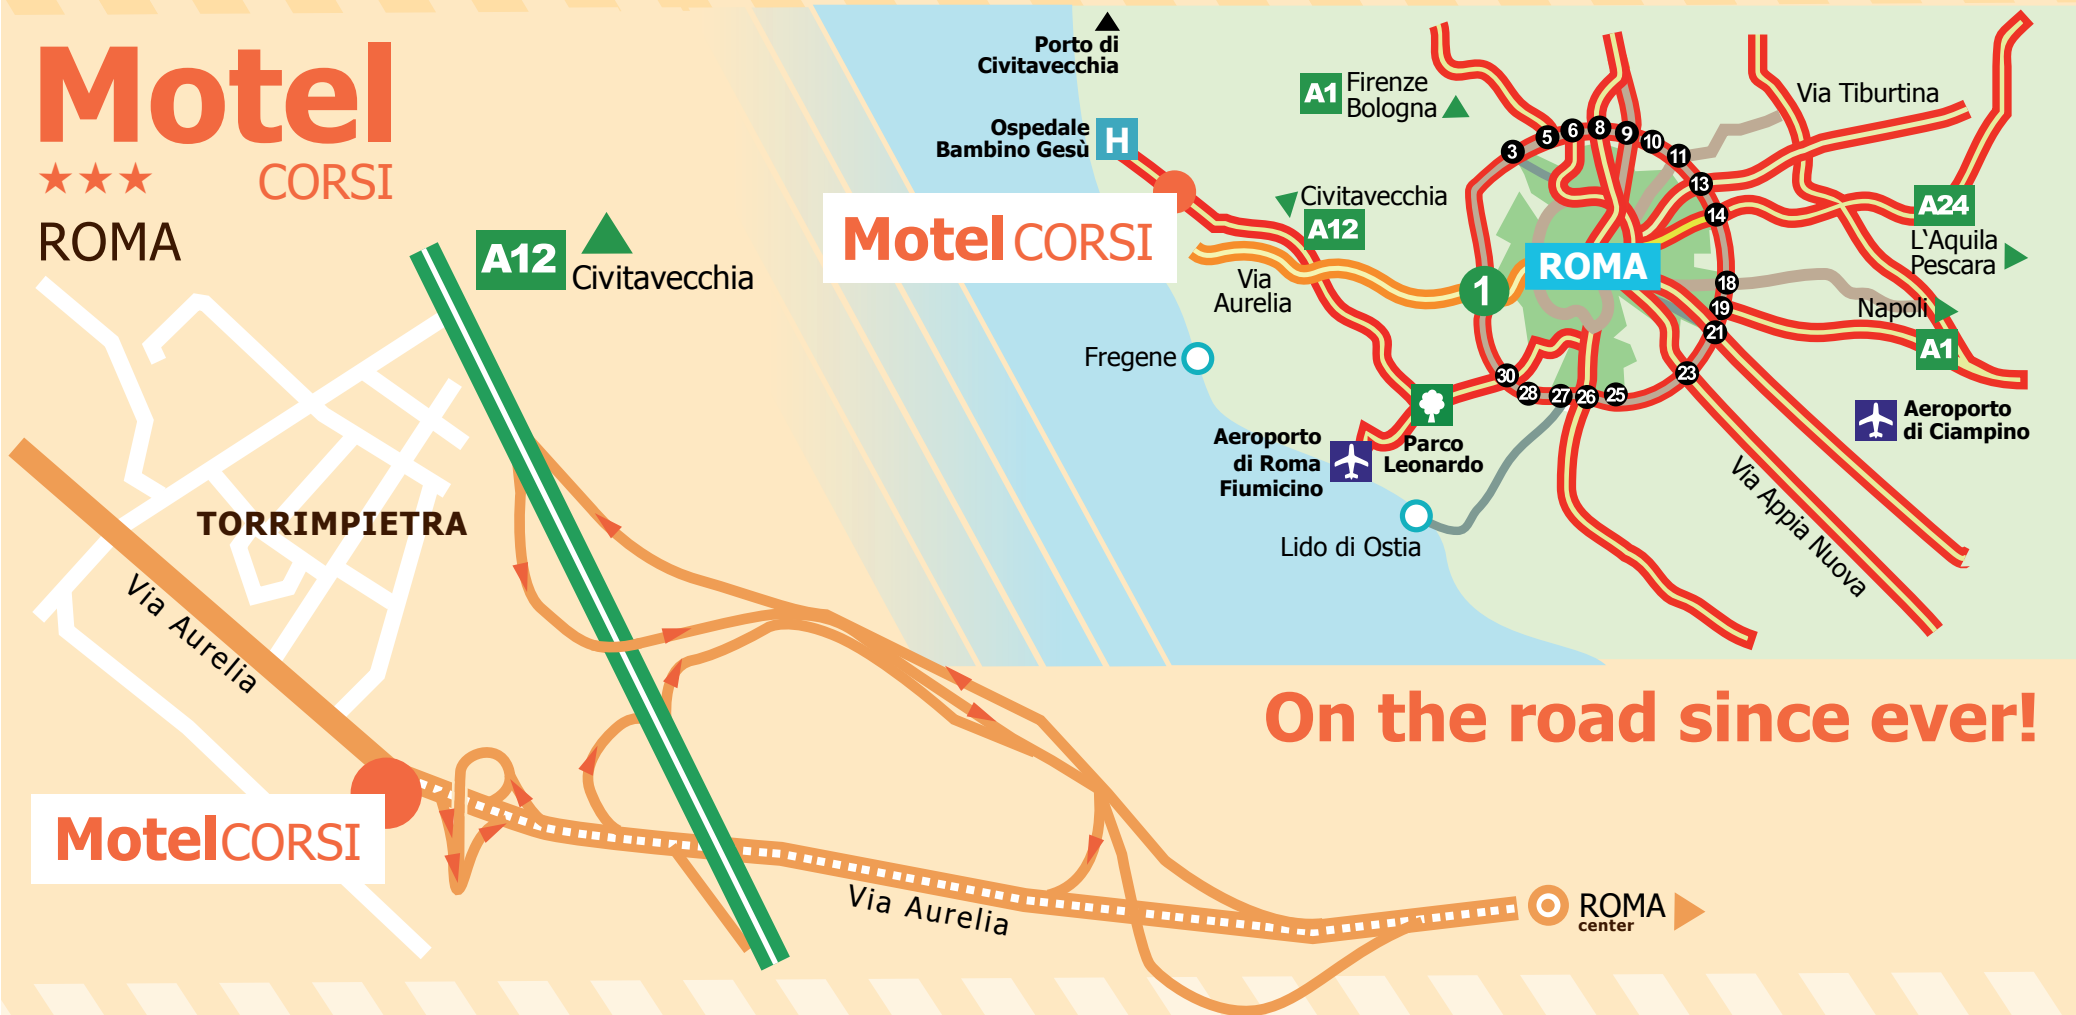 Motel
CORSI
ROMA
A12
Civitavecchia
TORRIMPIETRA
Via Aurelia
MotelCORSI
Via Aurelia
ROMA
center
Porto di
Civitavecchia
Ospedale
Bambino Gesù
H
Motel CORSI
A1
Firenze
Bologna
Civitavecchia
A12
Via
Aurelia
Fregene
Aeroporto
di Roma
Fiumicino
Parco
Leonardo
Lido di Ostia
1
ROMA
3
5
6
8
9
10
11
13
14
18
19
21
23
25
26
27
28
30
Via Tiburtina
A24
L'Aquila
Pescara
Napoli
A1
Aeroporto
di Ciampino
Via Appia Nuova
On the road since ever!